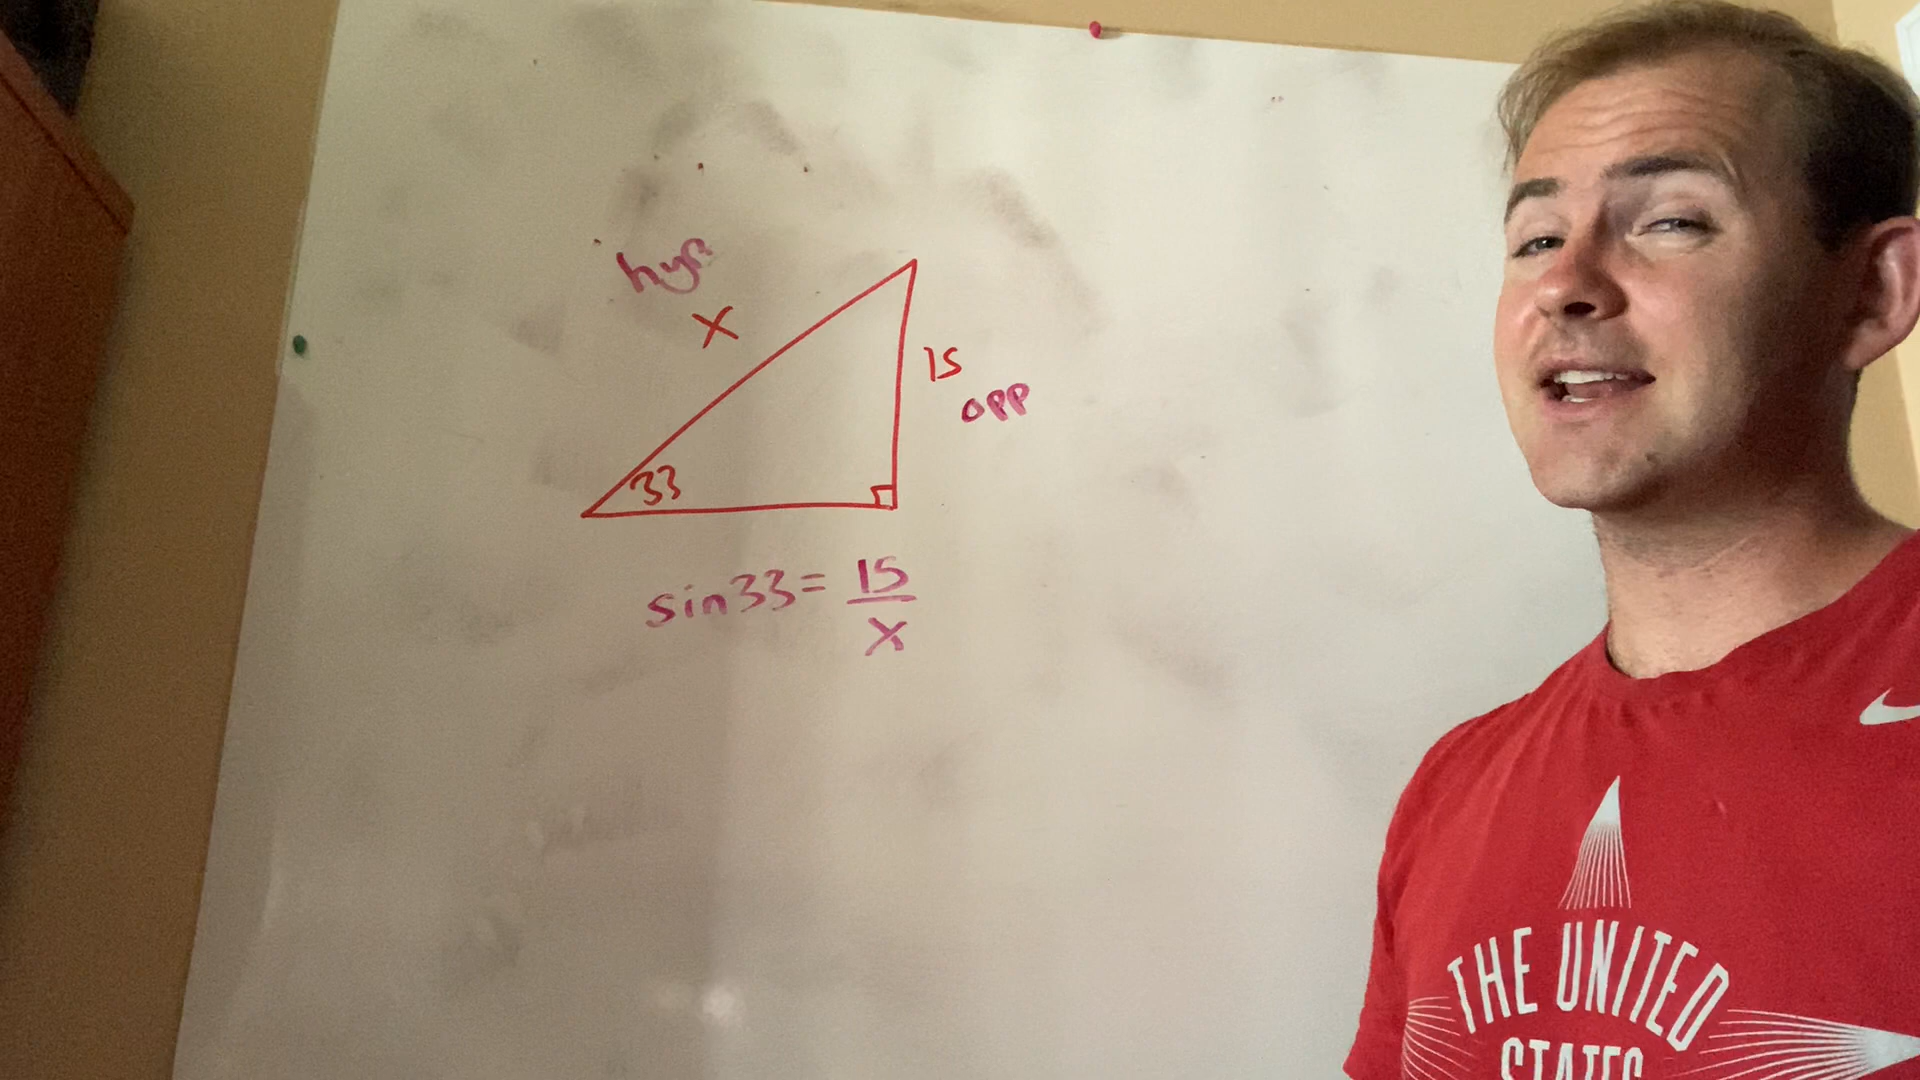 hyp
x
15
opp
33
sin33 = 15/x
THE UNITED
STATES